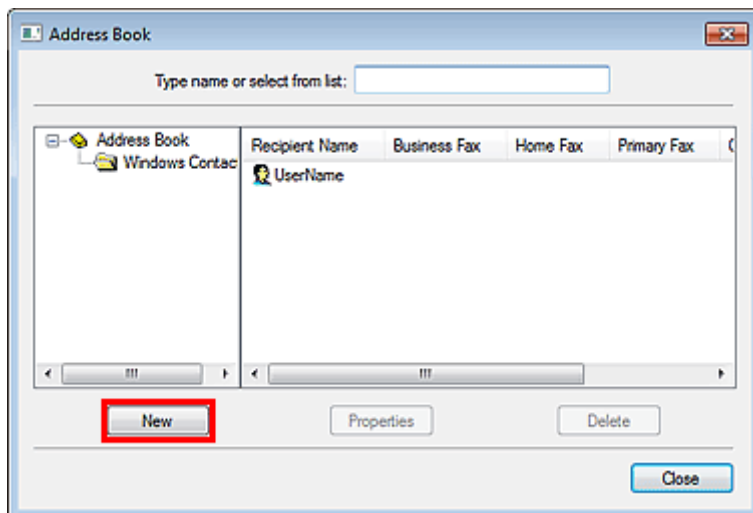 Address Book
Type name or select from list:
Address Book
Windows Contac
Recipient Name Business Fax Home Fax Primary Fax
UserName
New Properties Delete
Close